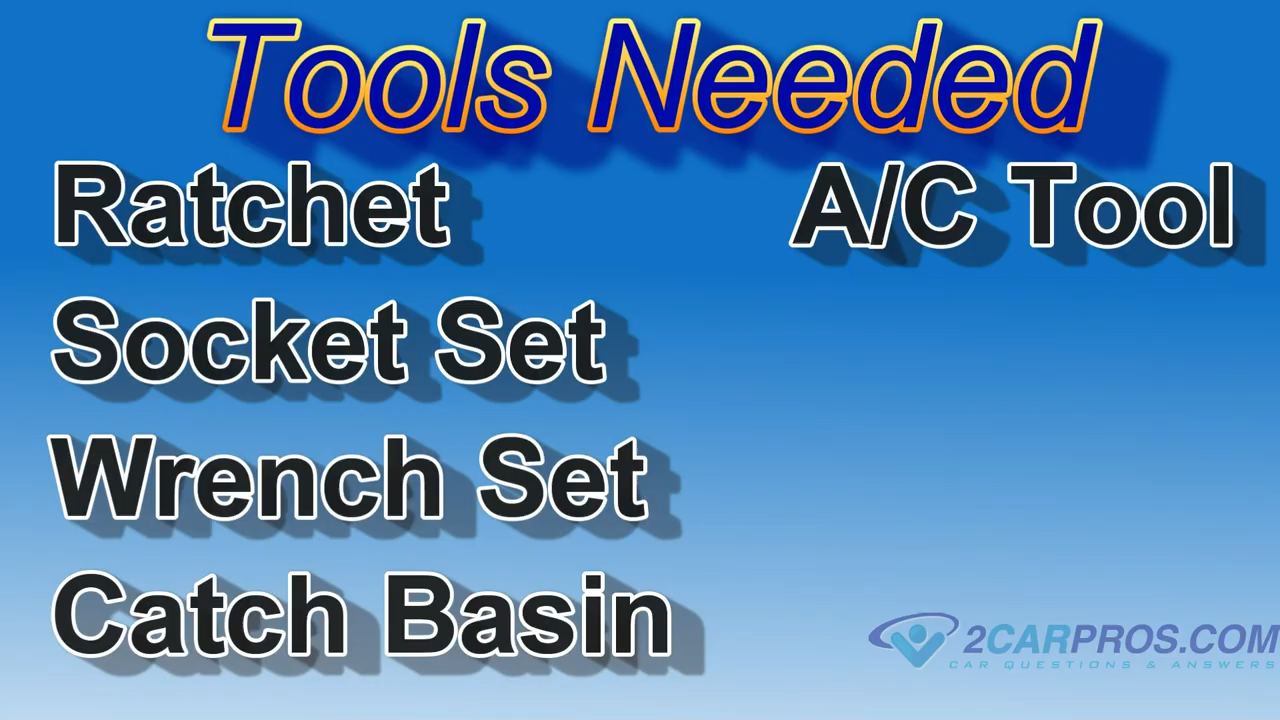 Tools Needed
Ratchet
Socket Set
Wrench Set
Catch Basin
A/C Tool
2CARPROS.COM
CAR QUESTIONS & ANSWERS